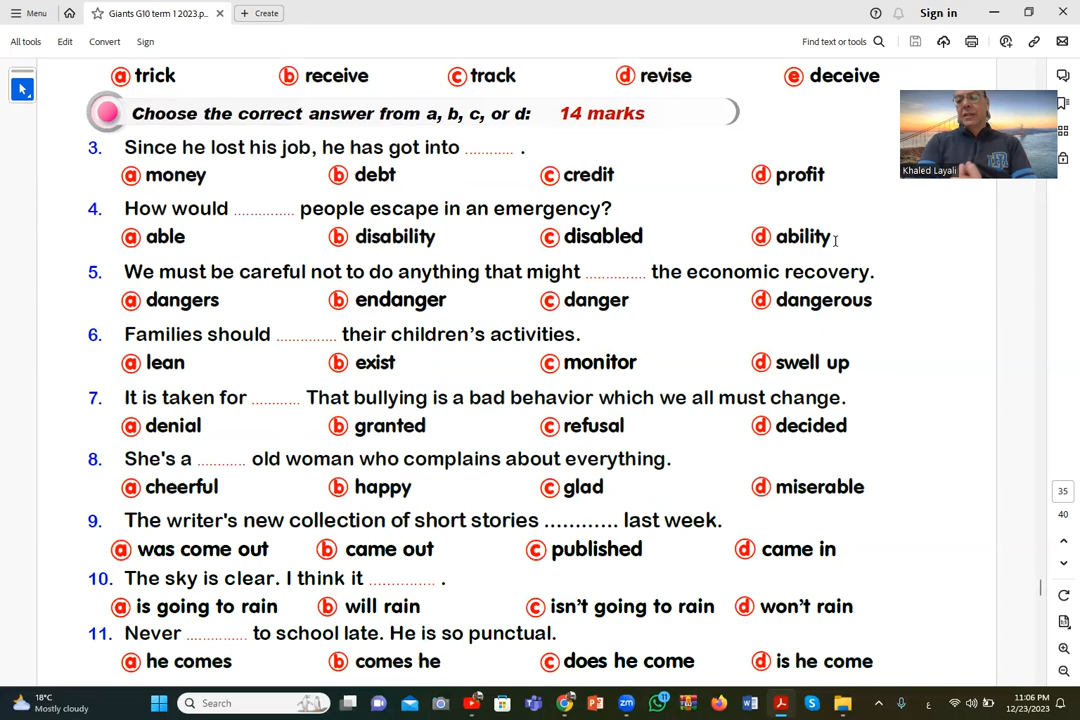 Menu
Giants G10 term 1 2023.p...
Create
Sign in
All tools
Edit
Convert
Sign
Find text or tools
a trick b receive c track d revise e deceive
Choose the correct answer from a, b, c, or d: 14 marks
3. Since he lost his job, he has got into ............ .
a money b debt c credit d profit
4. How would .............. people escape in an emergency?
a able b disability c disabled d ability
5. We must be careful not to do anything that might .............. the economic recovery.
a dangers b endanger c danger d dangerous
6. Families should .............. their children's activities.
a lean b exist c monitor d swell up
7. It is taken for ........... That bullying is a bad behavior which we all must change.
a denial b granted c refusal d decided
8. She's a ........... old woman who complains about everything.
a cheerful b happy c glad d miserable
9. The writer's new collection of short stories ............ last week.
a was come out b came out c published d came in
10. The sky is clear. I think it ............... .
a is going to rain b will rain c isn't going to rain d won't rain
11. Never .............. to school late. He is so punctual.
a he comes b comes he c does he come d is he come
Khaled Layali
35
40
18°C
Mostly cloudy
Search
11
ع
11:06 PM
12/23/2023